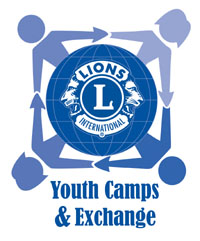 LIONS
L
INTERNATIONAL
Youth Camps
& Exchange